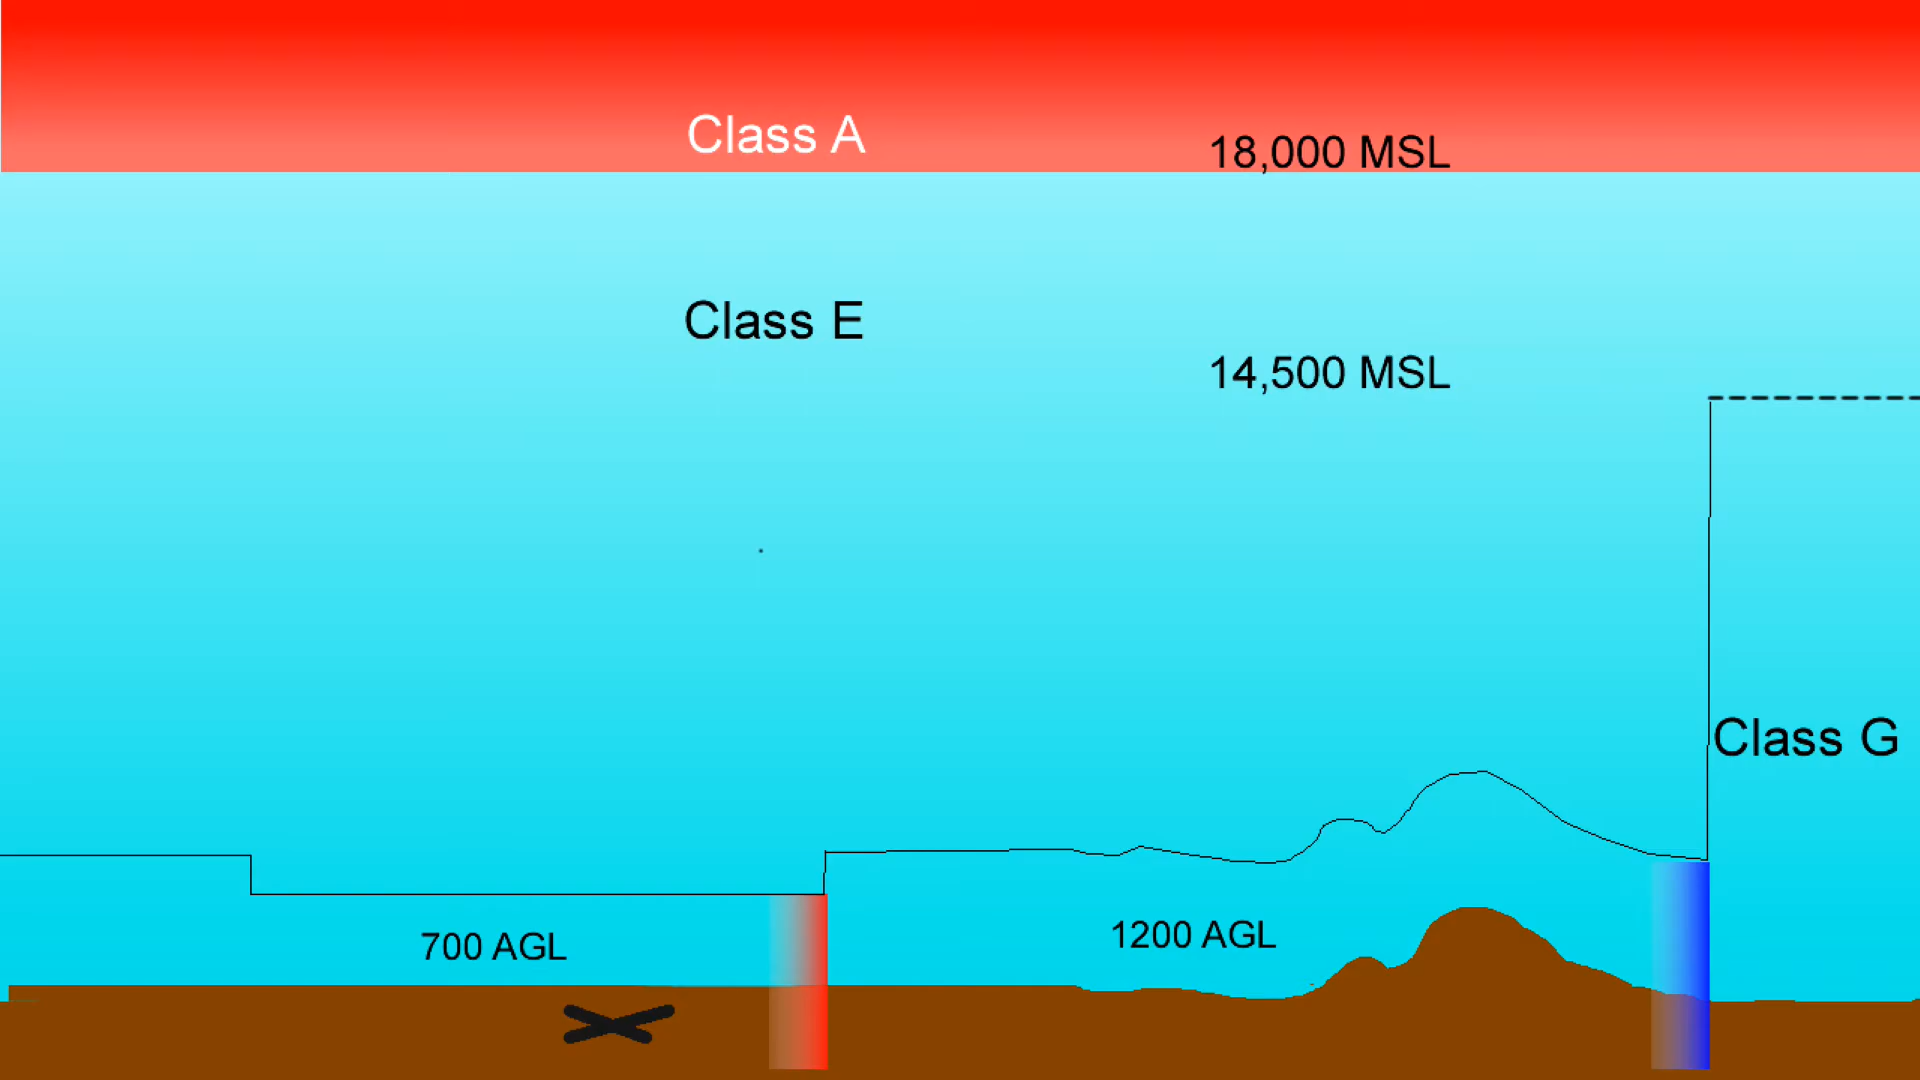 Class A
18,000 MSL
Class E
14,500 MSL
Class G
700 AGL
1200 AGL